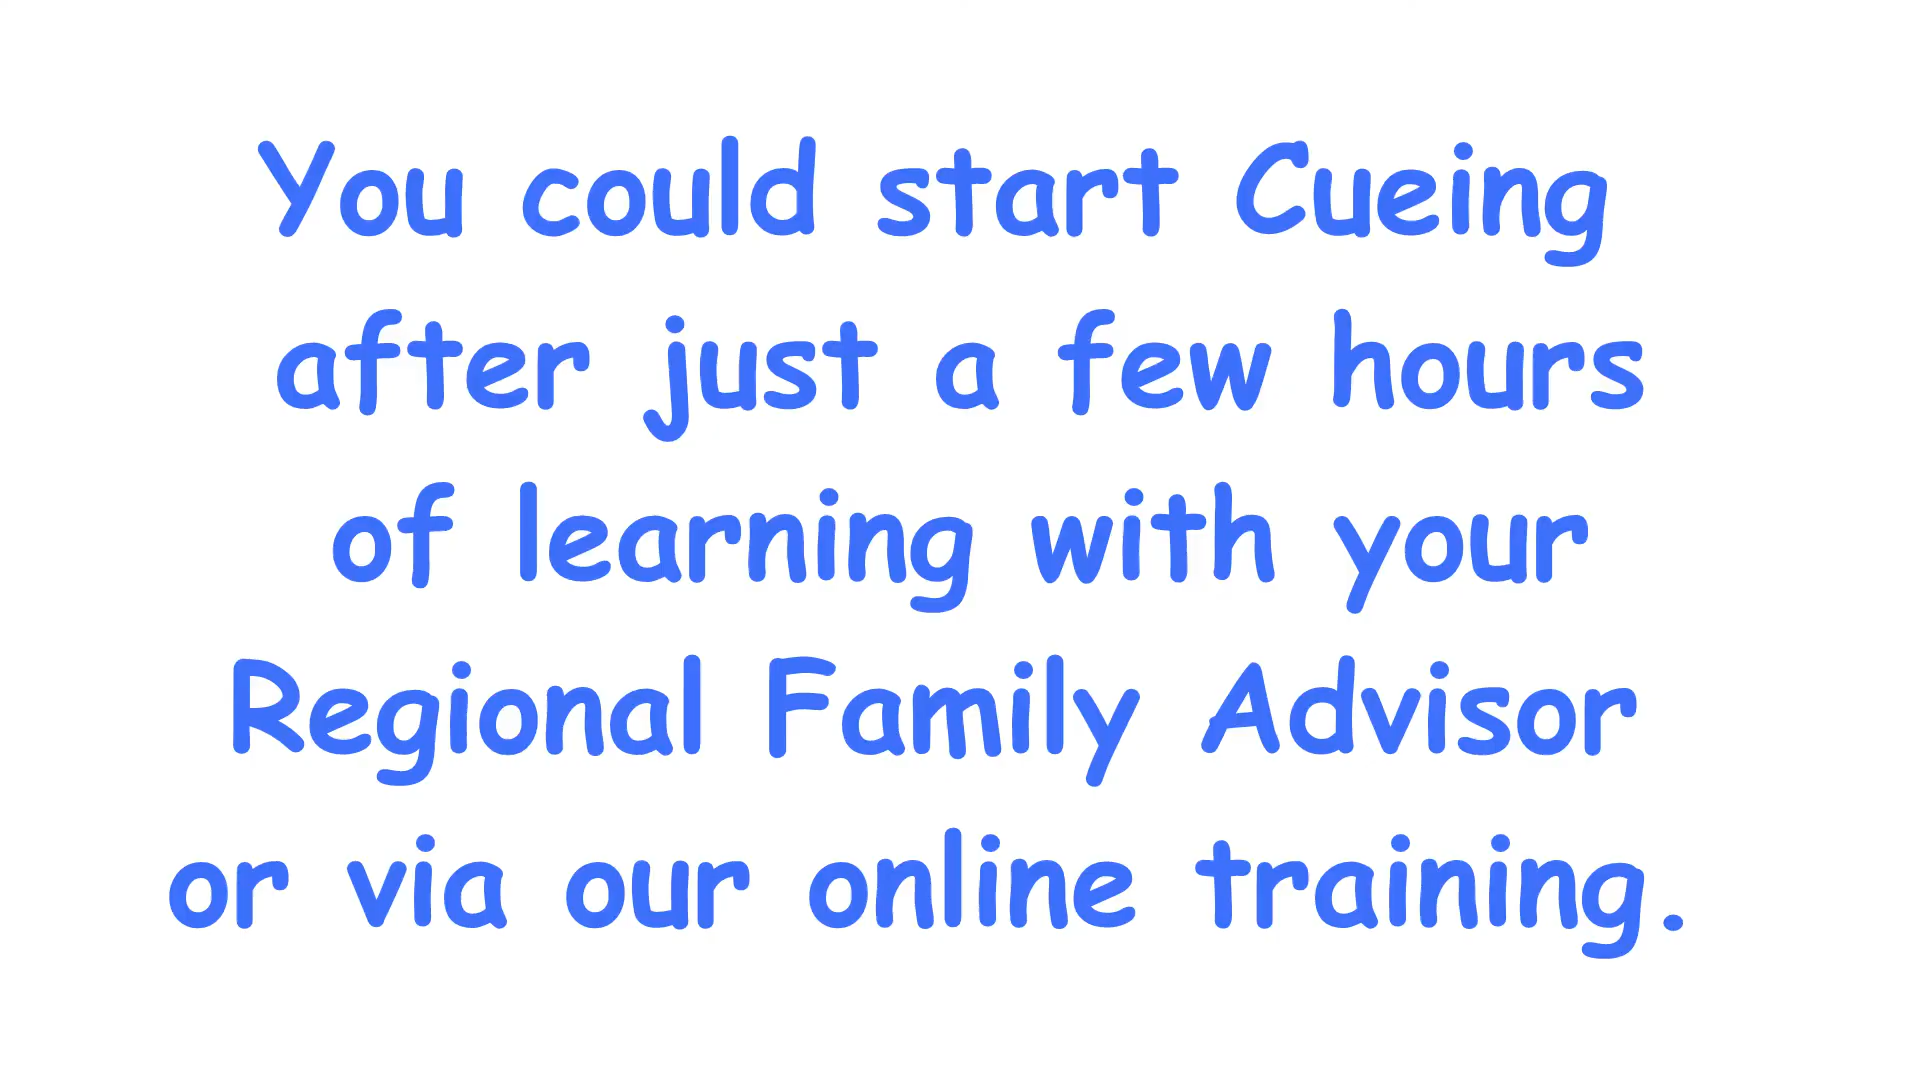 You could start Cueing
after just a few hours
of learning with your
Regional Family Advisor
or via our online training.